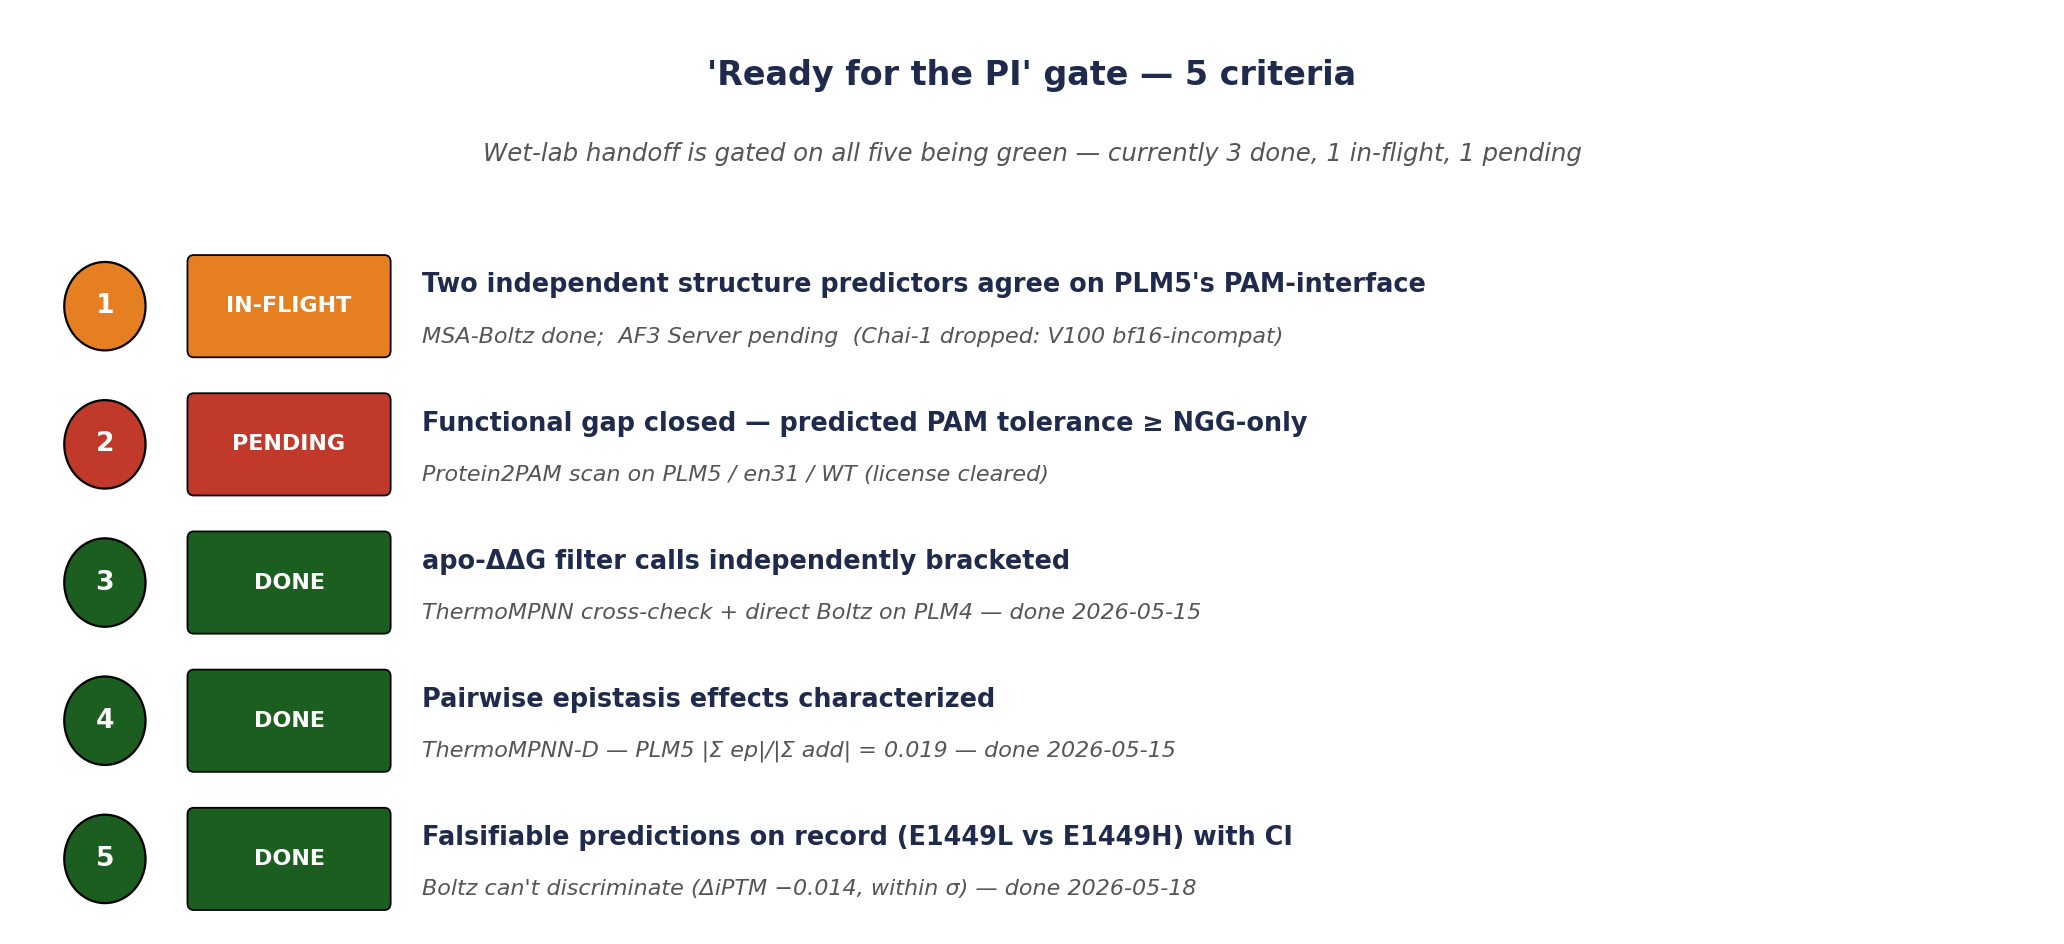 'Ready for the PI' gate — 5 criteria
Wet-lab handoff is gated on all five being green — currently 3 done, 1 in-flight, 1 pending
1
IN-FLIGHT
Two independent structure predictors agree on PLM5's PAM-interface
MSA-Boltz done;  AF3 Server pending  (Chai-1 dropped: V100 bf16-incompat)
2
PENDING
Functional gap closed — predicted PAM tolerance ≥ NGG-only
Protein2PAM scan on PLM5 / en31 / WT (license cleared)
3
DONE
apo-ΔΔG filter calls independently bracketed
ThermoMPNN cross-check + direct Boltz on PLM4 — done 2026-05-15
4
DONE
Pairwise epistasis effects characterized
ThermoMPNN-D — PLM5 |Σ ep|/|Σ add| = 0.019 — done 2026-05-15
5
DONE
Falsifiable predictions on record (E1449L vs E1449H) with CI
Boltz can't discriminate (ΔiPTM −0.014, within σ) — done 2026-05-18